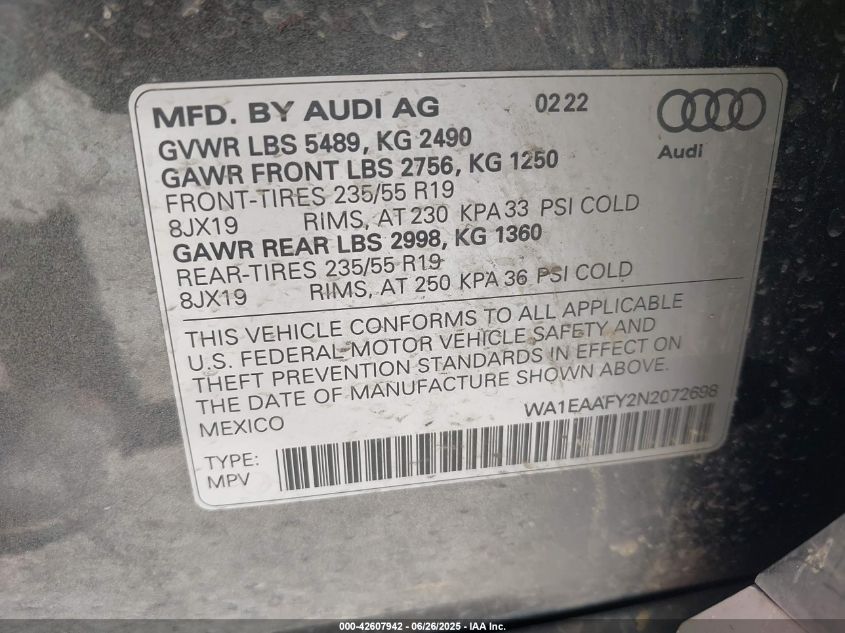 MFD. BY AUDI AG 02 22
Audi
GVWR LBS 5489, KG 2490
GAWR FRONT LBS 2756, KG 1250
FRONT-TIRES 235/55 R19
8JX19 RIMS, AT 230 KPA 33 PSI COLD
GAWR REAR LBS 2998, KG 1360
REAR-TIRES 235/55 R19
8JX19 RIMS, AT 250 KPA 36 PSI COLD
THIS VEHICLE CONFORMS TO ALL APPLICABLE
U.S. FEDERAL MOTOR VEHICLE SAFETY AND
THEFT PREVENTION STANDARDS IN EFFECT ON
THE DATE OF MANUFACTURE SHOWN ABOVE.
MEXICO WA1EAAFY2N2072698
TYPE:
MPV
000-42607942 - 06/26/2025 - IAA Inc.